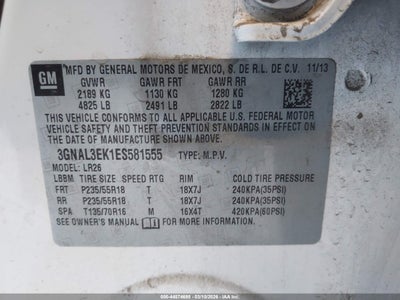 GM
MFD BY GENERAL MOTORS DE MEXICO, S. DE R.L. DE C.V. 11/13
GVWR GAWR FRT GAWR RR
2189 KG 1130 KG 1280 KG
4825 LB 2491 LB 2822 LB
THIS VEHICLE CONFORMS TO ALL APPLICABLE U.S. FEDERAL MOTOR
VEHICLE SAFETY, BUMPER, AND THEFT PREVENTION STANDARDS
IN EFFECT ON THE DATE OF MANUFACTURE SHOWN ABOVE.
3GNAL3EK1ES581555 TYPE: M.P.V.
MODEL: LR26
LBBM TIRE SIZE SPEED RTG RIM COLD TIRE PRESSURE
FRT P235/55R18 T 18X7J 240KPA(35PSI)
RR P235/55R18 T 18X7J 240KPA(35PSI)
SPA T135/70R16 M 16X4T 420KPA(60PSI)
SEE OWNER'S MANUAL FOR ADDITIONAL INFORMATION.